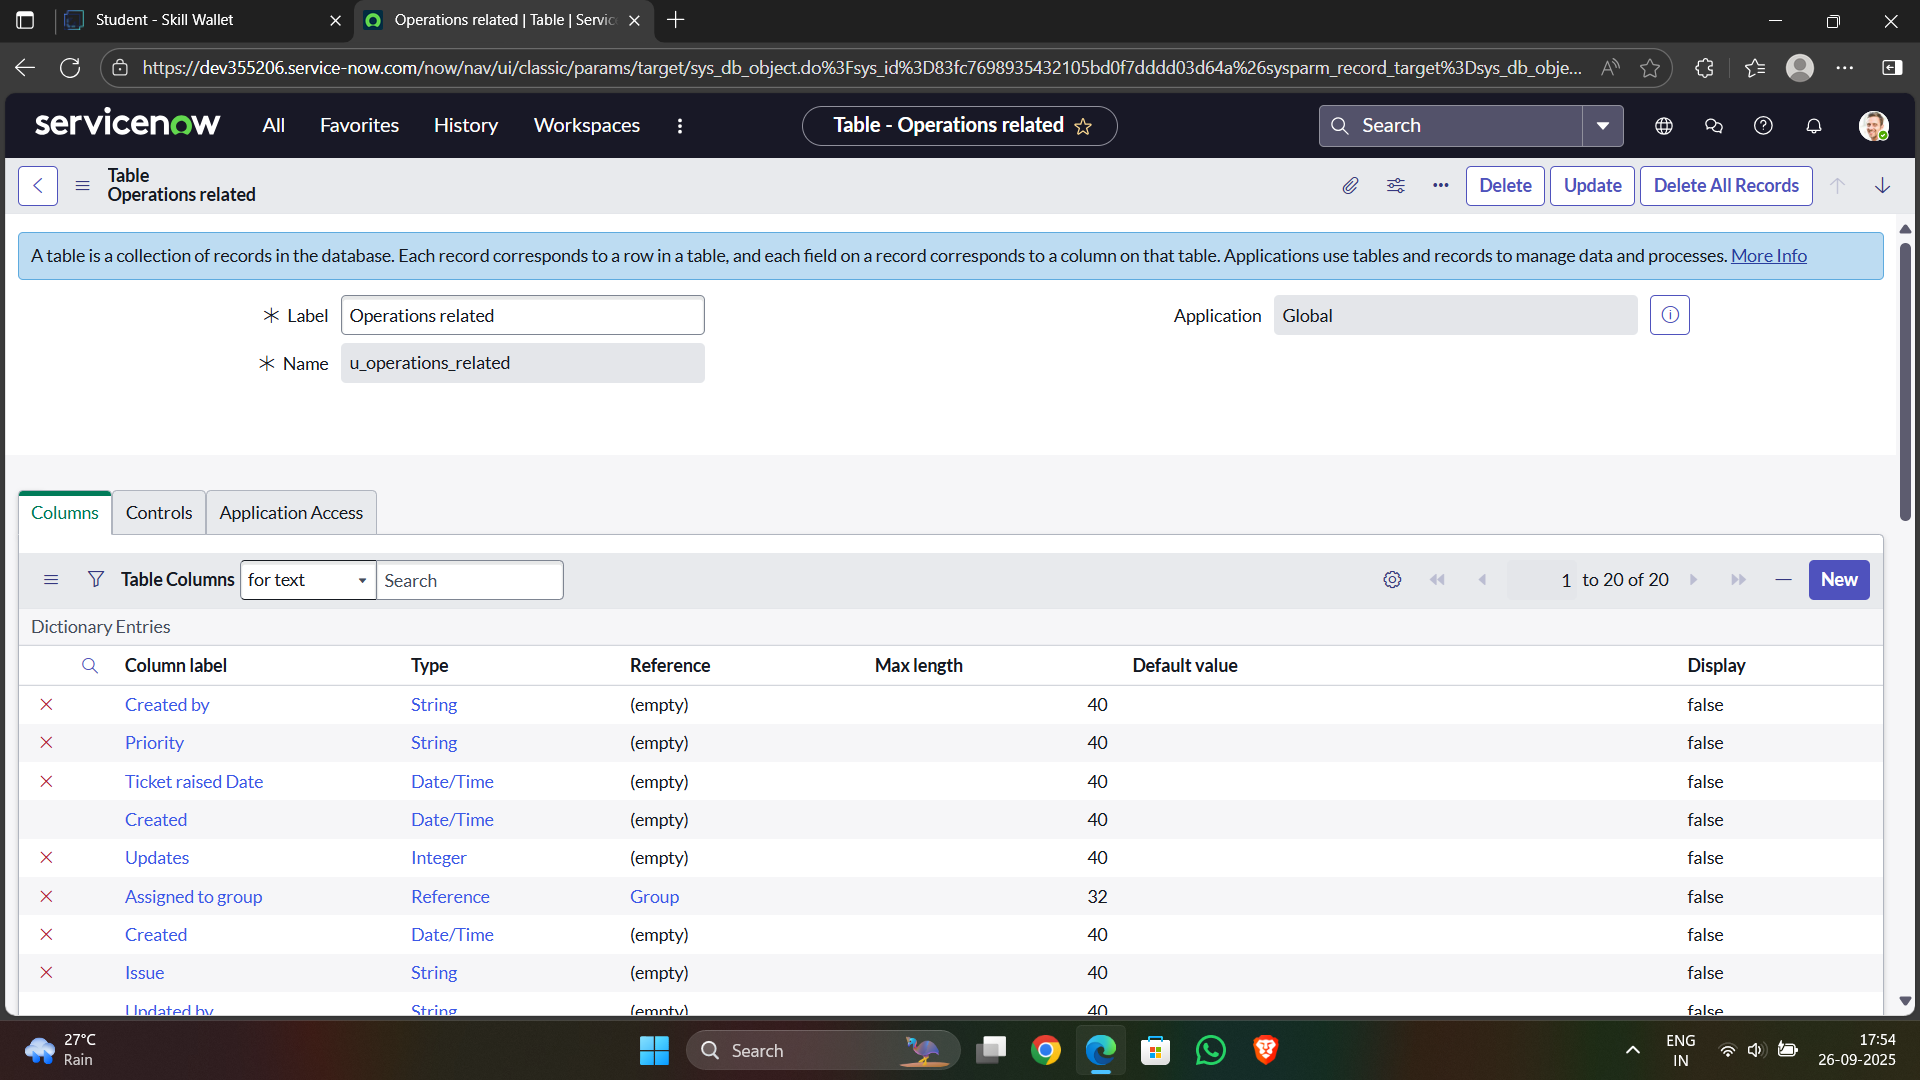 Student - Skill Wallet
Operations related | Table | Servic
https://dev355206.service-now.com/now/nav/ui/classic/params/target/sys_db_object.do%3Fsys_id%3D83fc7698935432105bd0f7dddd03d64a%26sysparm_record_target%3Dsys_db_obje...
servicenow All Favorites History Workspaces Table - Operations related Search
Table
Operations related
Delete Update Delete All Records
A table is a collection of records in the database. Each record corresponds to a row in a table, and each field on a record corresponds to a column on that table. Applications use tables and records to manage data and processes. More Info
Label Operations related Application Global
Name u_operations_related
Columns Controls Application Access
Table Columns for text Search 1 to 20 of 20 New
Dictionary Entries
Column label Type Reference Max length Default value Display
Created by String (empty) 40 false
Priority String (empty) 40 false
Ticket raised Date Date/Time (empty) 40 false
Created Date/Time (empty) 40 false
Updates Integer (empty) 40 false
Assigned to group Reference Group 32 false
Created Date/Time (empty) 40 false
Issue String (empty) 40 false
Updated by String (empty) 40 false
27°C
Rain
Search
ENG
IN
17:54
26-09-2025